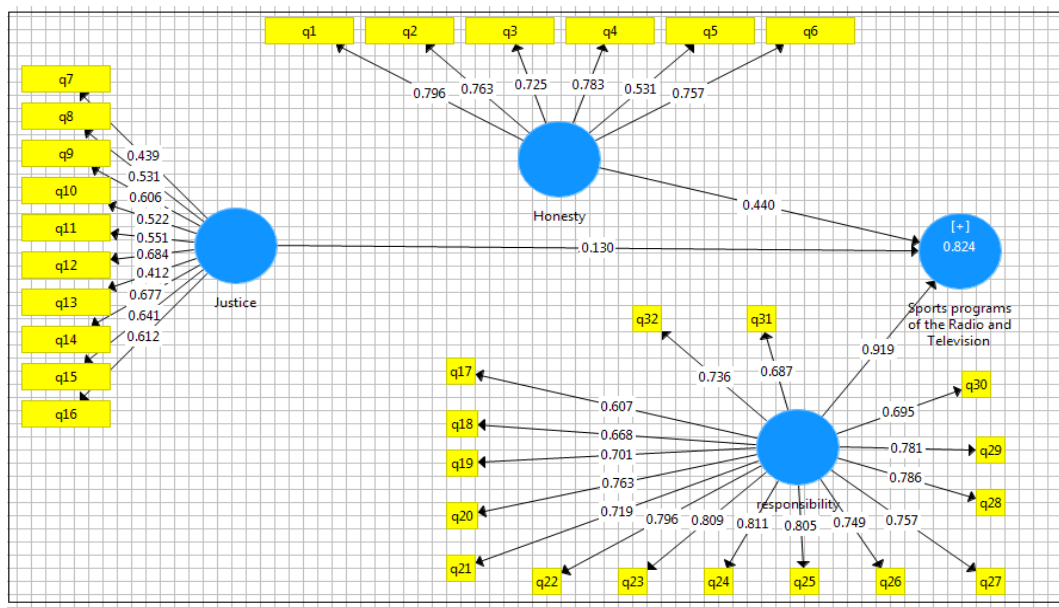 q1
q2
q3
q4
q5
q6
0.796
0.763
0.725
0.783
0.531
0.757
Honesty
q7
q8
q9
q10
q11
q12
q13
q14
q15
q16
0.439
0.531
0.606
0.522
0.551
0.684
0.412
0.677
0.641
0.612
Justice
0.440
0.130
[+]
0.824
Sports programs
of the Radio and
Television
0.919
q32
q31
0.736
0.687
q17
q18
q19
q20
q21
0.607
0.668
0.701
0.763
0.719
q30
q29
q28
q27
0.695
0.781
0.786
0.757
responsibility
0.796
0.809
0.811
0.805
0.749
q22
q23
q24
q25
q26